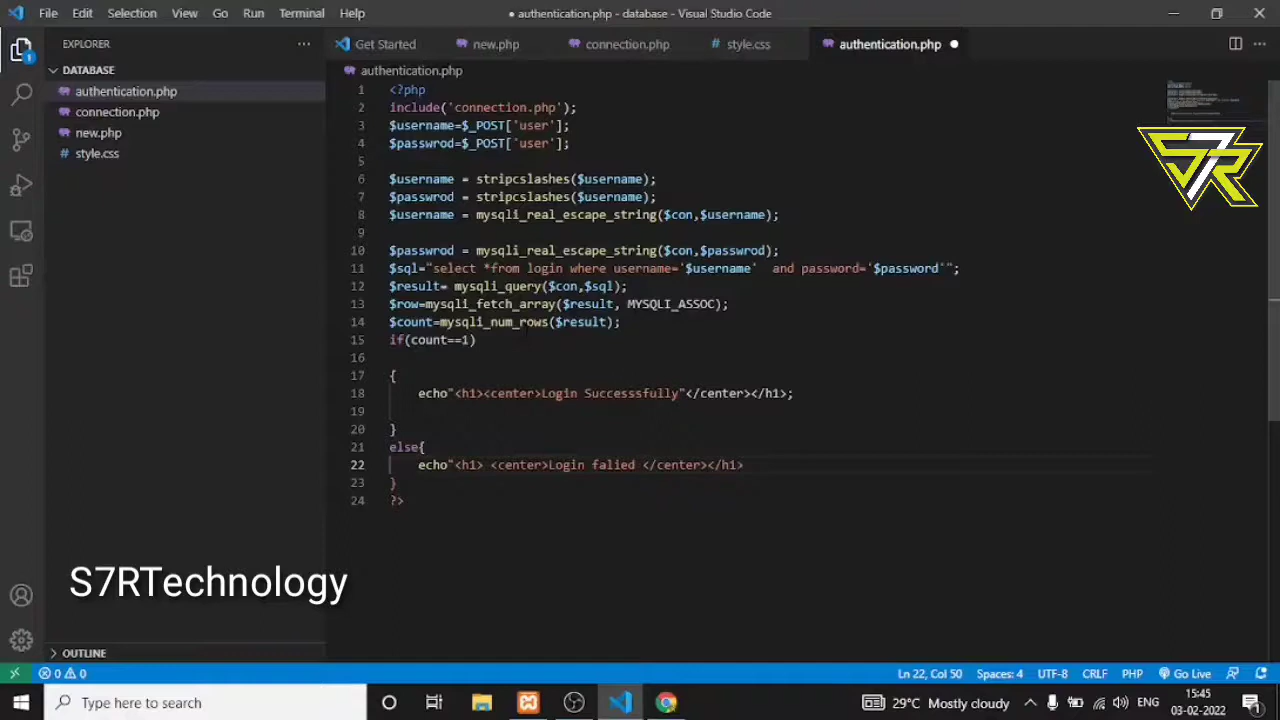 File Edit Selection View Go Run Terminal Help
● authentication.php - database - Visual Studio Code
EXPLORER
DATABASE
authentication.php
connection.php
new.php
# style.css
OUTLINE
Get Started
new.php
connection.php
# style.css
authentication.php ●
authentication.php
1 <?php
2 include('connection.php');
3 $username=$_POST['user'];
4 $passwrod=$_POST['user'];
5
6 $username = stripcslashes($username);
7 $passwrod = stripcslashes($username);
8 $username = mysqli_real_escape_string($con,$username);
9
10 $passwrod = mysqli_real_escape_string($con,$passwrod);
11 $sql="select *from login where username='$username'  and password='$password'";
12 $result= mysqli_query($con,$sql);
13 $row=mysqli_fetch_array($result, MYSQLI_ASSOC);
14 $count=mysqli_num_rows($result);
15 if(count==1)
16
17 {
18 echo"<h1><center>Login Successsfully"</center></h1>;
19
20 }
21 else{
22 echo"<h1> <center>Login falied </center></h1>
23 }
24 ?>
S7R
S7RTechnology
0 0
Ln 22, Col 50 Spaces: 4 UTF-8 CRLF PHP Go Live
Type here to search
29°C Mostly cloudy
ENG
15:45
03-02-2022
1